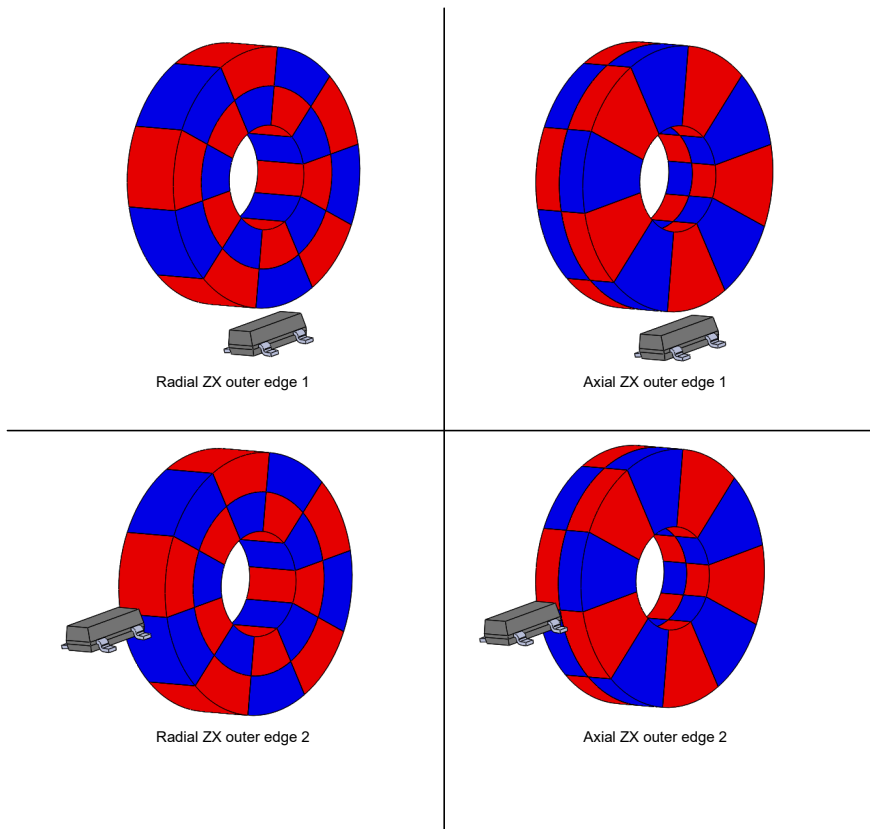 Radial ZX outer edge 1
Axial ZX outer edge 1
Radial ZX outer edge 2
Axial ZX outer edge 2